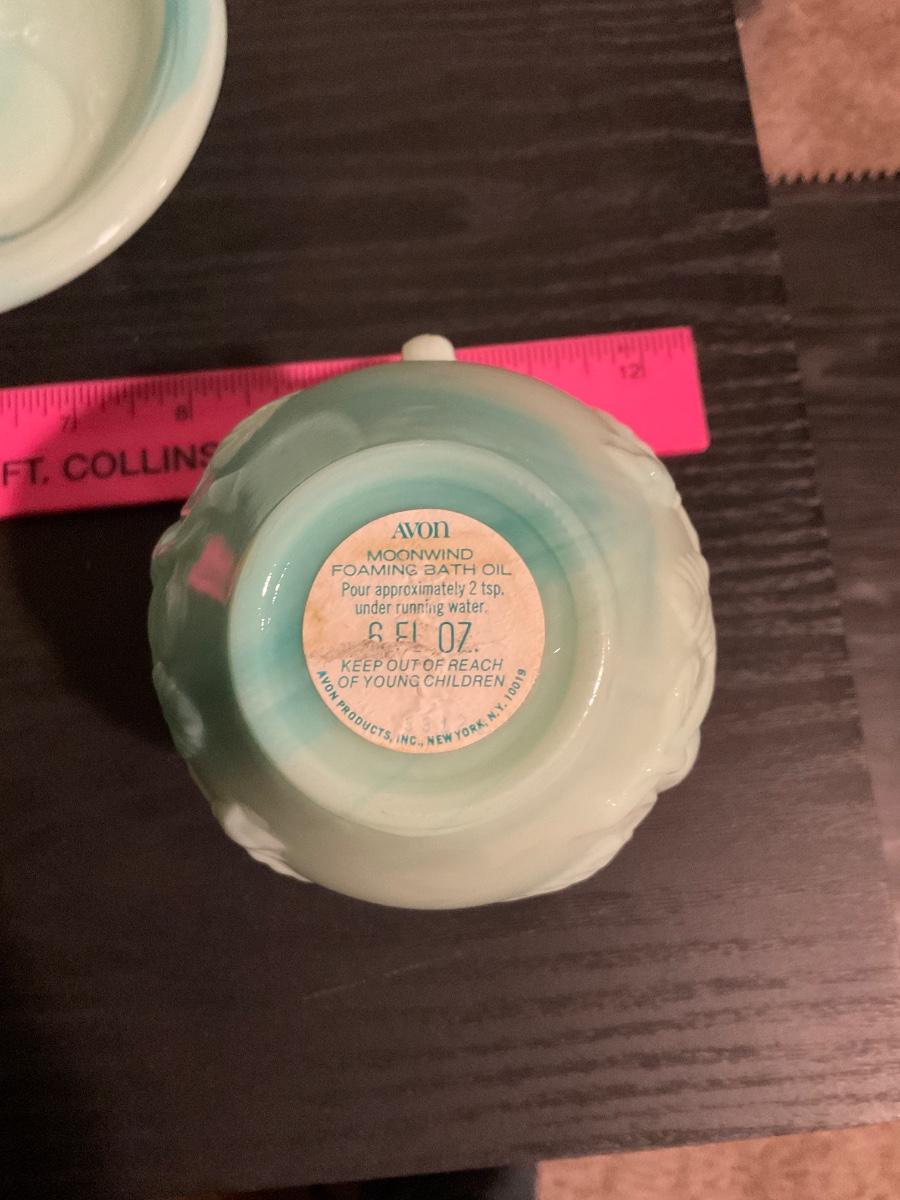 7 8 12
FT. COLLINS
AVON
MOONWIND
FOAMING BATH OIL
Pour approximately 2 tsp.
under running water.
6 FL OZ.
KEEP OUT OF REACH
OF YOUNG CHILDREN
AVON PRODUCTS, INC., NEW YORK, N.Y. 10019